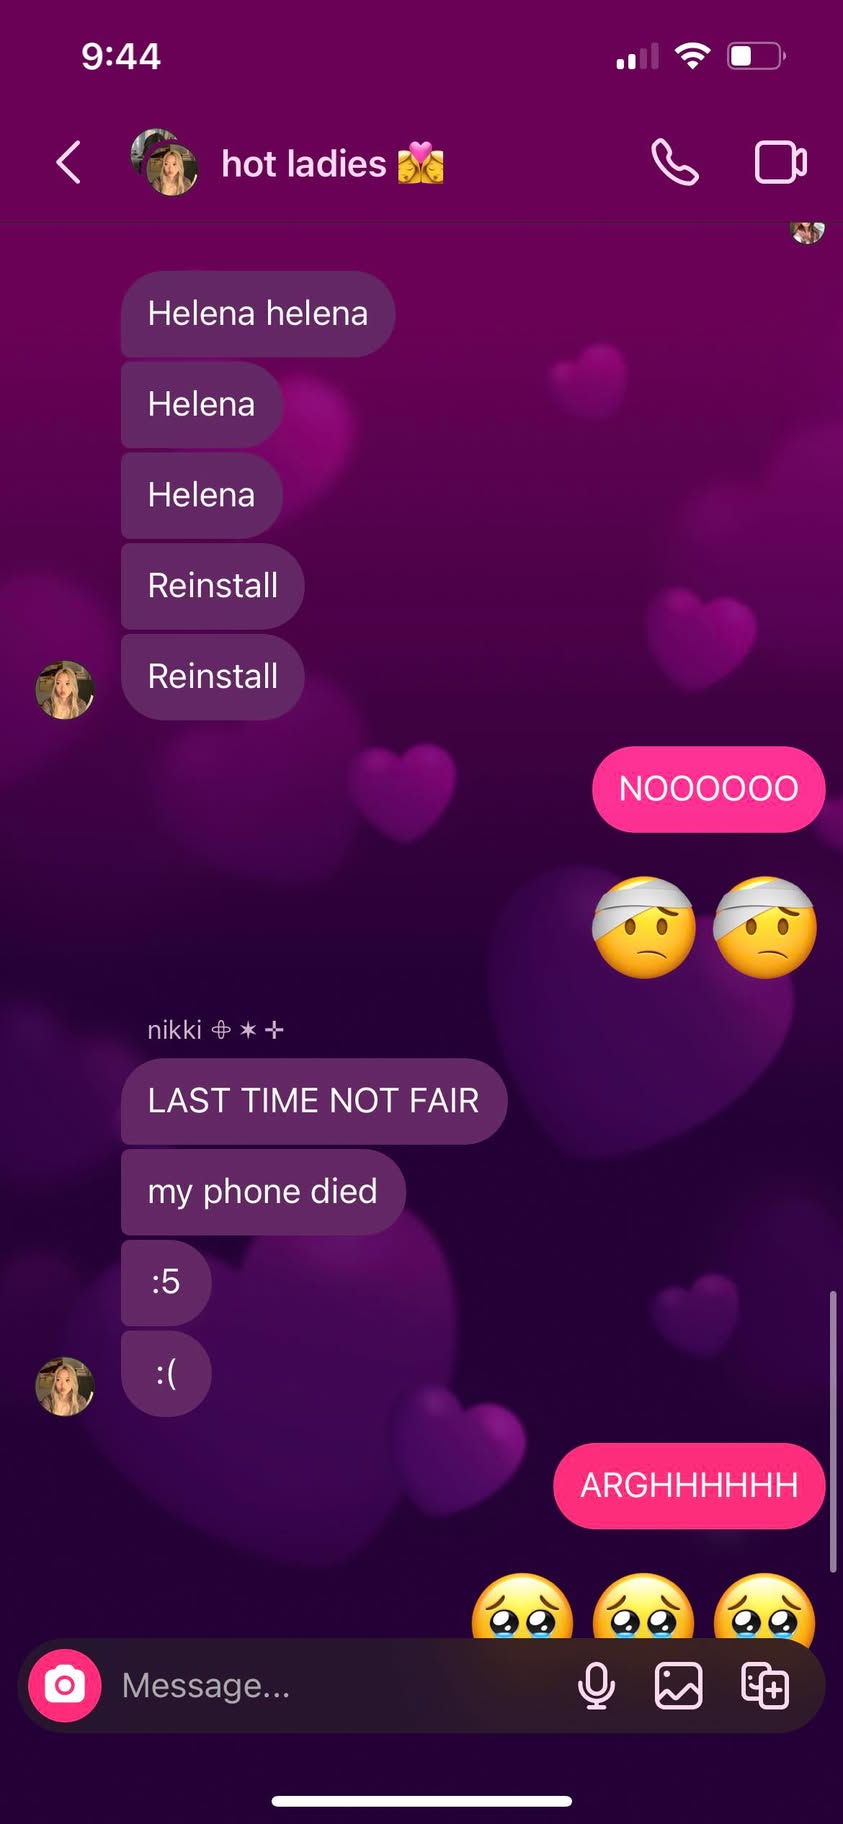 9:44
hot ladies 👩‍❤️‍💋‍👩
Helena helena
Helena
Helena
Reinstall
Reinstall
NOOOOOO
🤕🤕
nikki 𐀏 ✶ ✢
LAST TIME NOT FAIR
my phone died
:5
:(
ARGHHHHHH
🥹🥹🥹
Message...